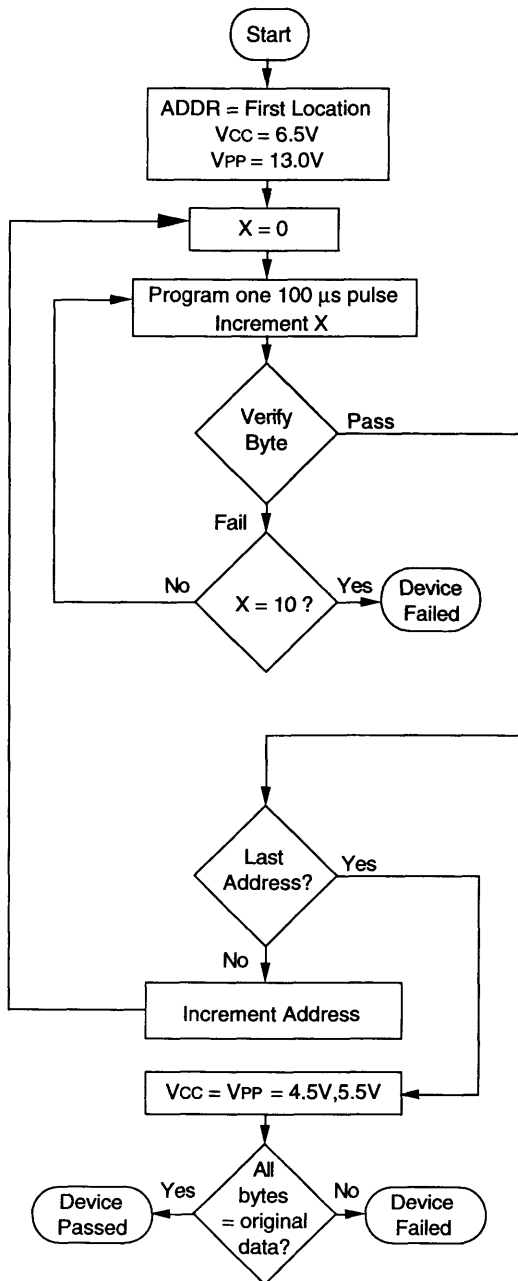 Start
ADDR = First Location
VCC = 6.5V
VPP = 13.0V
X = 0
Program one 100 µs pulse
Increment X
Verify
Byte
Pass
Fail
No
X = 10 ?
Yes
Device
Failed
Last
Address?
Yes
No
Increment Address
VCC = VPP = 4.5V,5.5V
Device
Passed
Yes
All
bytes
= original
data?
No
Device
Failed